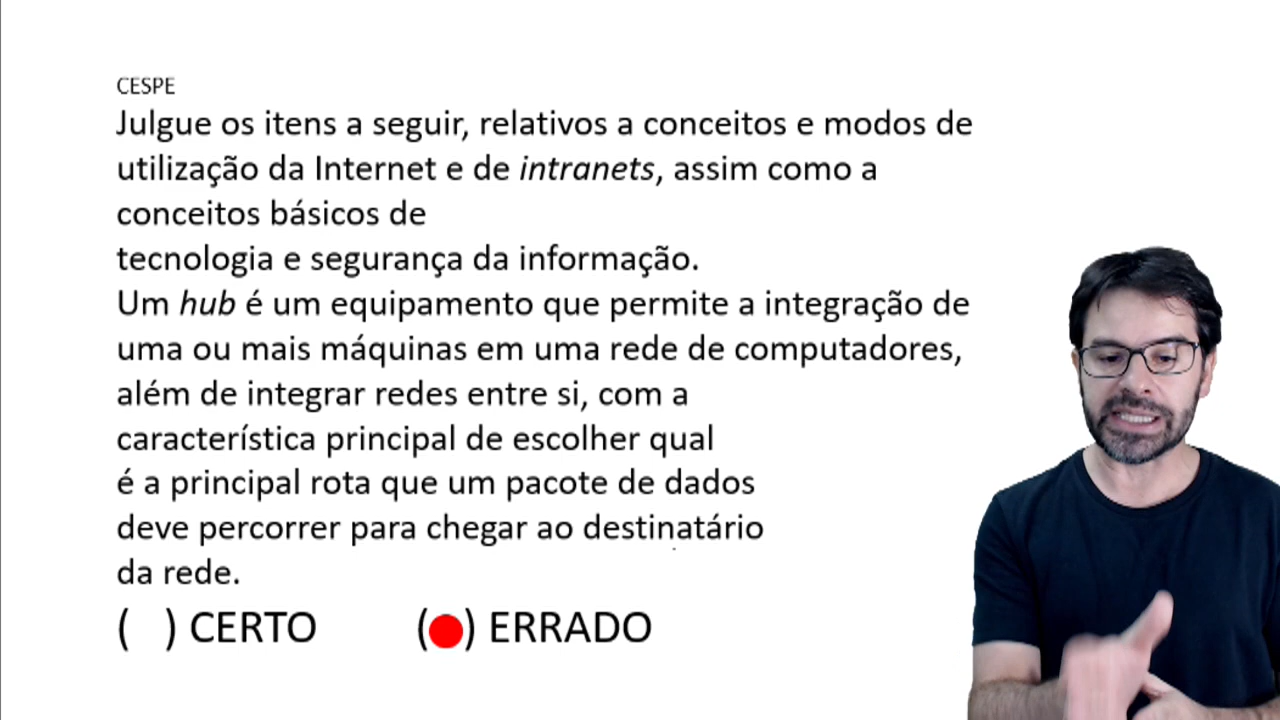 CESPE
Julgue os itens a seguir, relativos a conceitos e modos de
utilização da Internet e de intranets, assim como a
conceitos básicos de
tecnologia e segurança da informação.
Um hub é um equipamento que permite a integração de
uma ou mais máquinas em uma rede de computadores,
além de integrar redes entre si, com a
característica principal de escolher qual
é a principal rota que um pacote de dados
deve percorrer para chegar ao destinatário
da rede.
( ) CERTO ( ) ERRADO